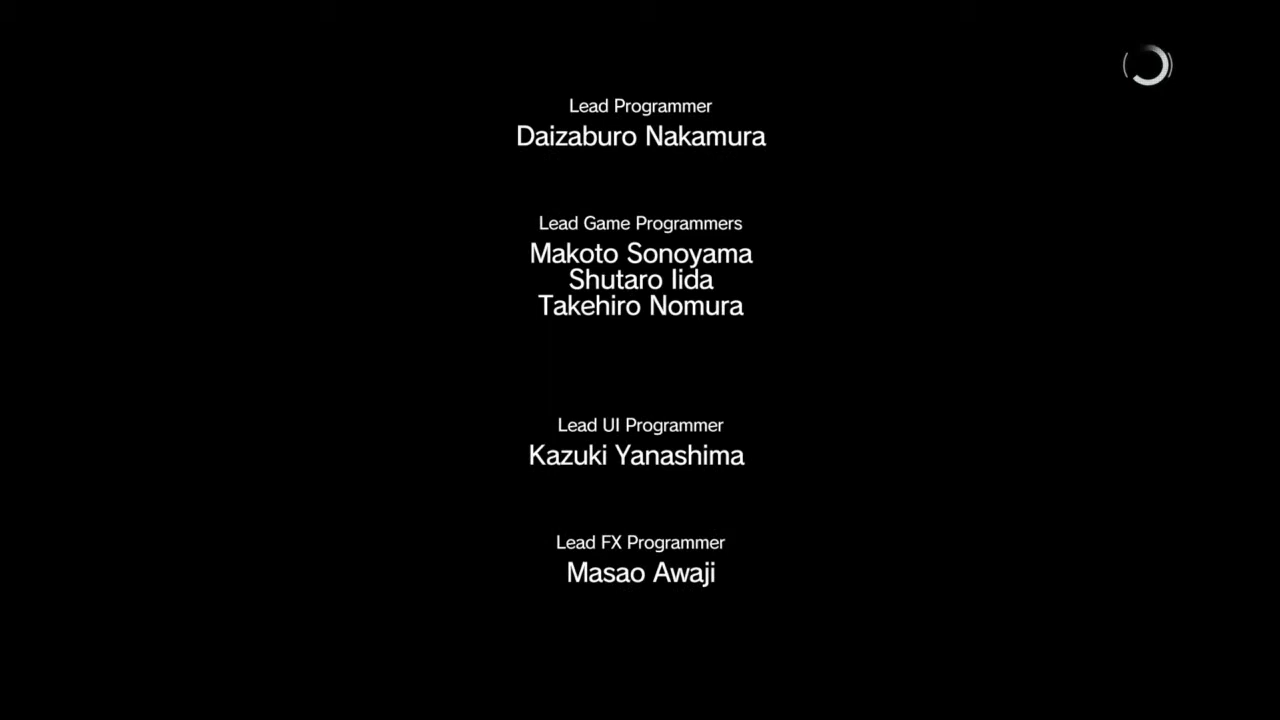 Lead Programmer
Daizaburo Nakamura
Lead Game Programmers
Makoto Sonoyama
Shutaro Iida
Takehiro Nomura
Lead UI Programmer
Kazuki Yanashima
Lead FX Programmer
Masao Awaji